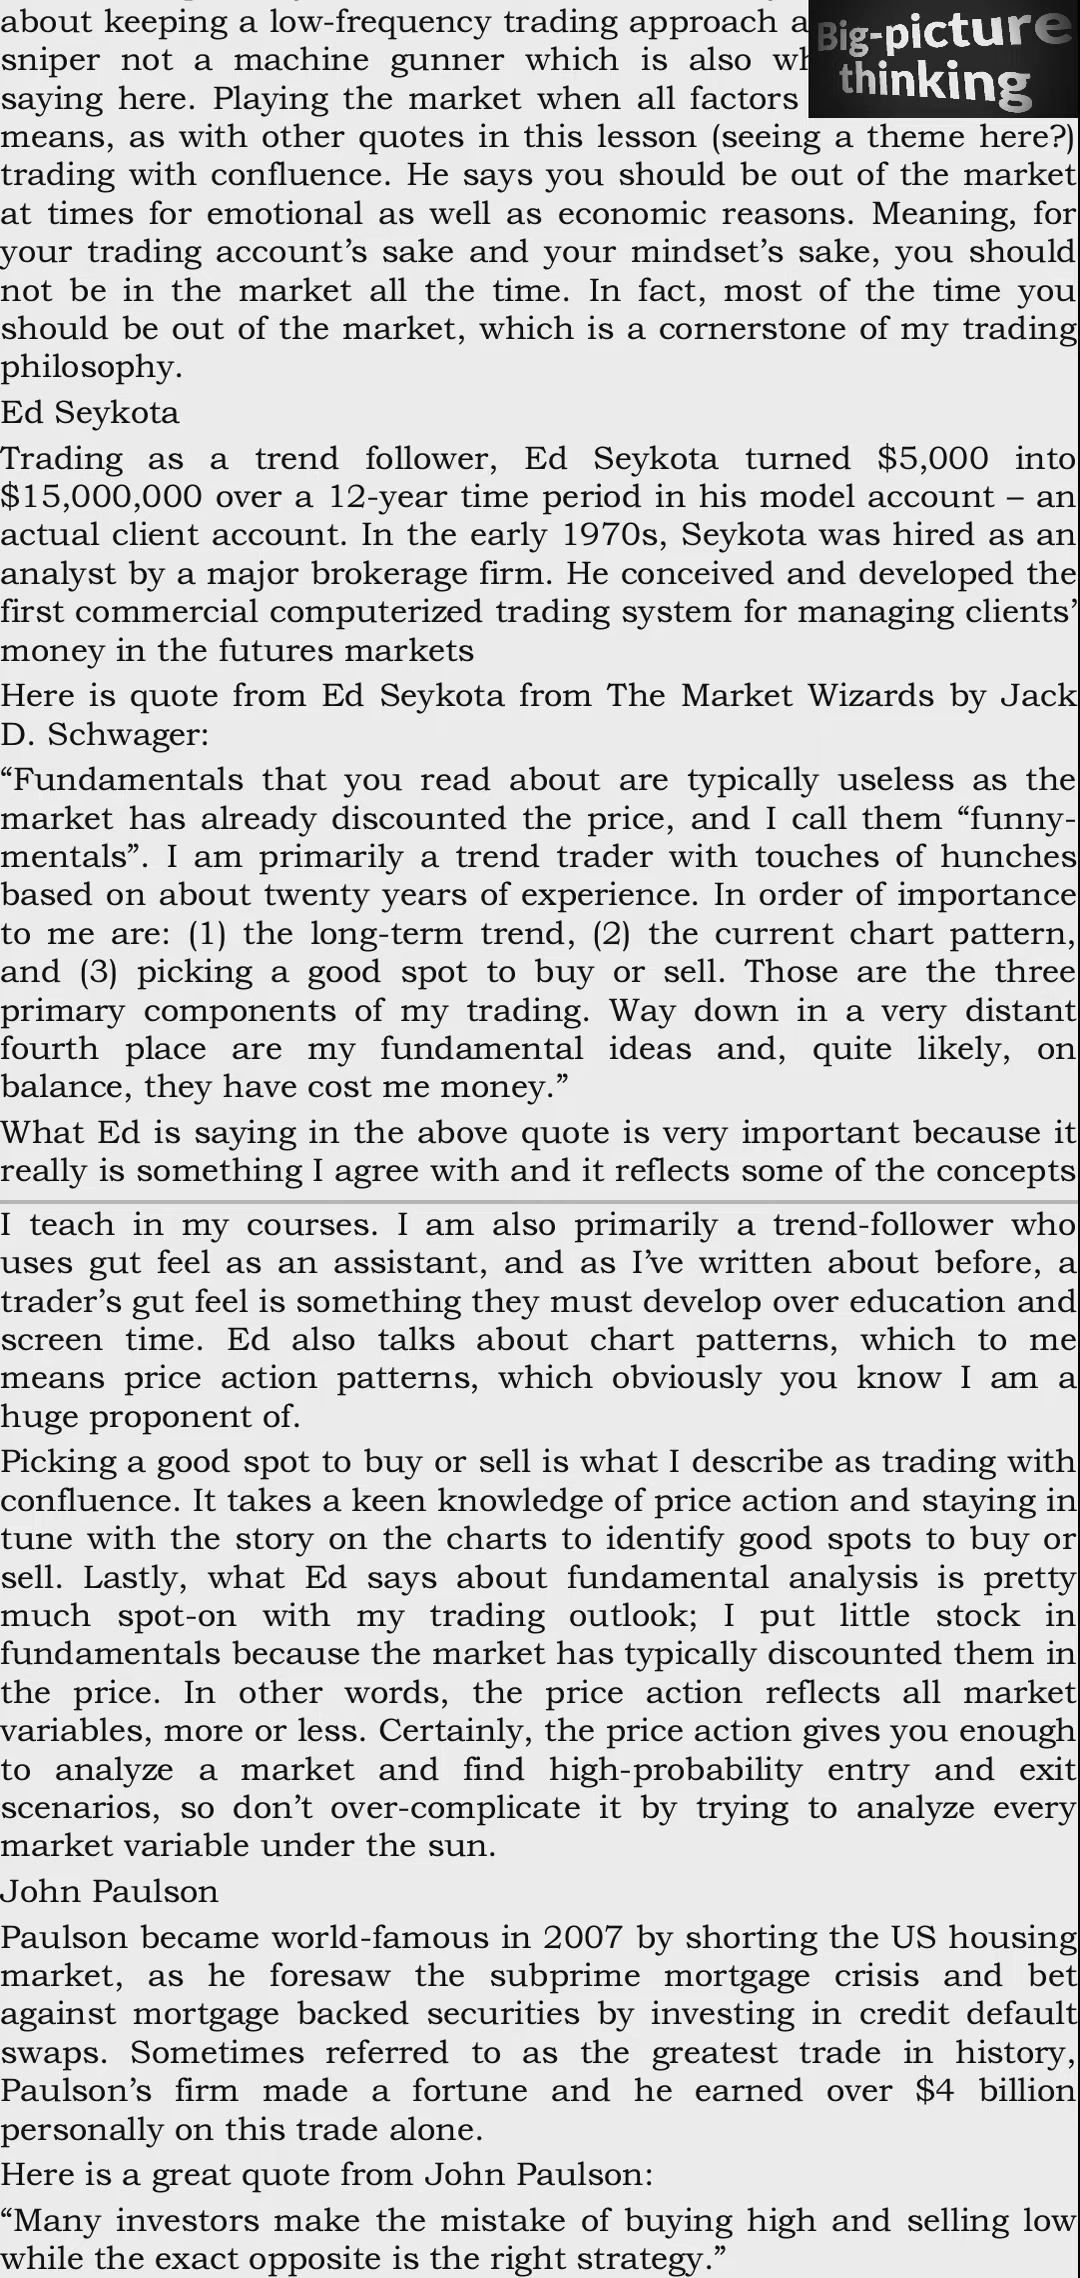 about keeping a low-frequency trading approach a
Big-picture
thinking
sniper not a machine gunner which is also wh
saying here. Playing the market when all factors
means, as with other quotes in this lesson (seeing a theme here?)
trading with confluence. He says you should be out of the market
at times for emotional as well as economic reasons. Meaning, for
your trading account’s sake and your mindset’s sake, you should
not be in the market all the time. In fact, most of the time you
should be out of the market, which is a cornerstone of my trading
philosophy.
Ed Seykota
Trading as a trend follower, Ed Seykota turned $5,000 into
$15,000,000 over a 12-year time period in his model account – an
actual client account. In the early 1970s, Seykota was hired as an
analyst by a major brokerage firm. He conceived and developed the
first commercial computerized trading system for managing clients’
money in the futures markets
Here is quote from Ed Seykota from The Market Wizards by Jack
D. Schwager:
“Fundamentals that you read about are typically useless as the
market has already discounted the price, and I call them “funny-
mentals”. I am primarily a trend trader with touches of hunches
based on about twenty years of experience. In order of importance
to me are: (1) the long-term trend, (2) the current chart pattern,
and (3) picking a good spot to buy or sell. Those are the three
primary components of my trading. Way down in a very distant
fourth place are my fundamental ideas and, quite likely, on
balance, they have cost me money.”
What Ed is saying in the above quote is very important because it
really is something I agree with and it reflects some of the concepts
I teach in my courses. I am also primarily a trend-follower who
uses gut feel as an assistant, and as I’ve written about before, a
trader’s gut feel is something they must develop over education and
screen time. Ed also talks about chart patterns, which to me
means price action patterns, which obviously you know I am a
huge proponent of.
Picking a good spot to buy or sell is what I describe as trading with
confluence. It takes a keen knowledge of price action and staying in
tune with the story on the charts to identify good spots to buy or
sell. Lastly, what Ed says about fundamental analysis is pretty
much spot-on with my trading outlook; I put little stock in
fundamentals because the market has typically discounted them in
the price. In other words, the price action reflects all market
variables, more or less. Certainly, the price action gives you enough
to analyze a market and find high-probability entry and exit
scenarios, so don’t over-complicate it by trying to analyze every
market variable under the sun.
John Paulson
Paulson became world-famous in 2007 by shorting the US housing
market, as he foresaw the subprime mortgage crisis and bet
against mortgage backed securities by investing in credit default
swaps. Sometimes referred to as the greatest trade in history,
Paulson’s firm made a fortune and he earned over $4 billion
personally on this trade alone.
Here is a great quote from John Paulson:
“Many investors make the mistake of buying high and selling low
while the exact opposite is the right strategy.”